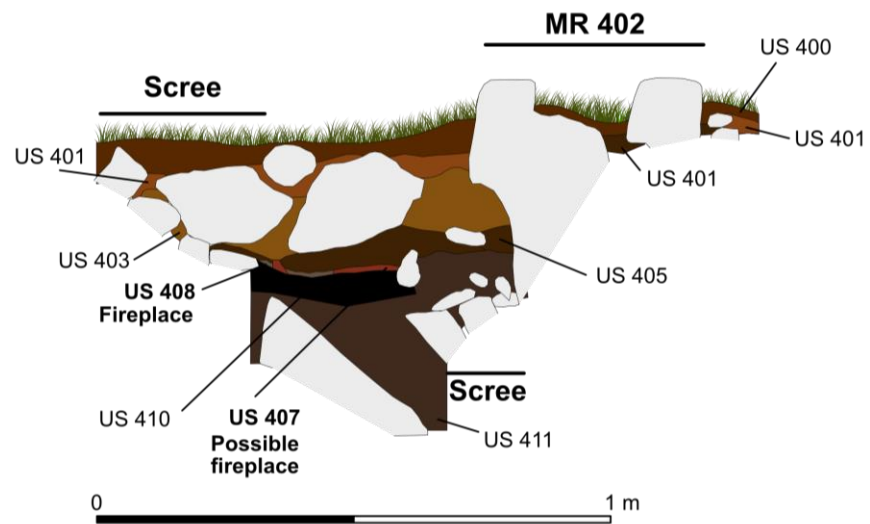 MR 402
US 400
Scree
US 401
US 401
US 401
US 403
US 405
US 408
Fireplace
Scree
US 410
US 407
Possible
fireplace
US 411
0
1 m